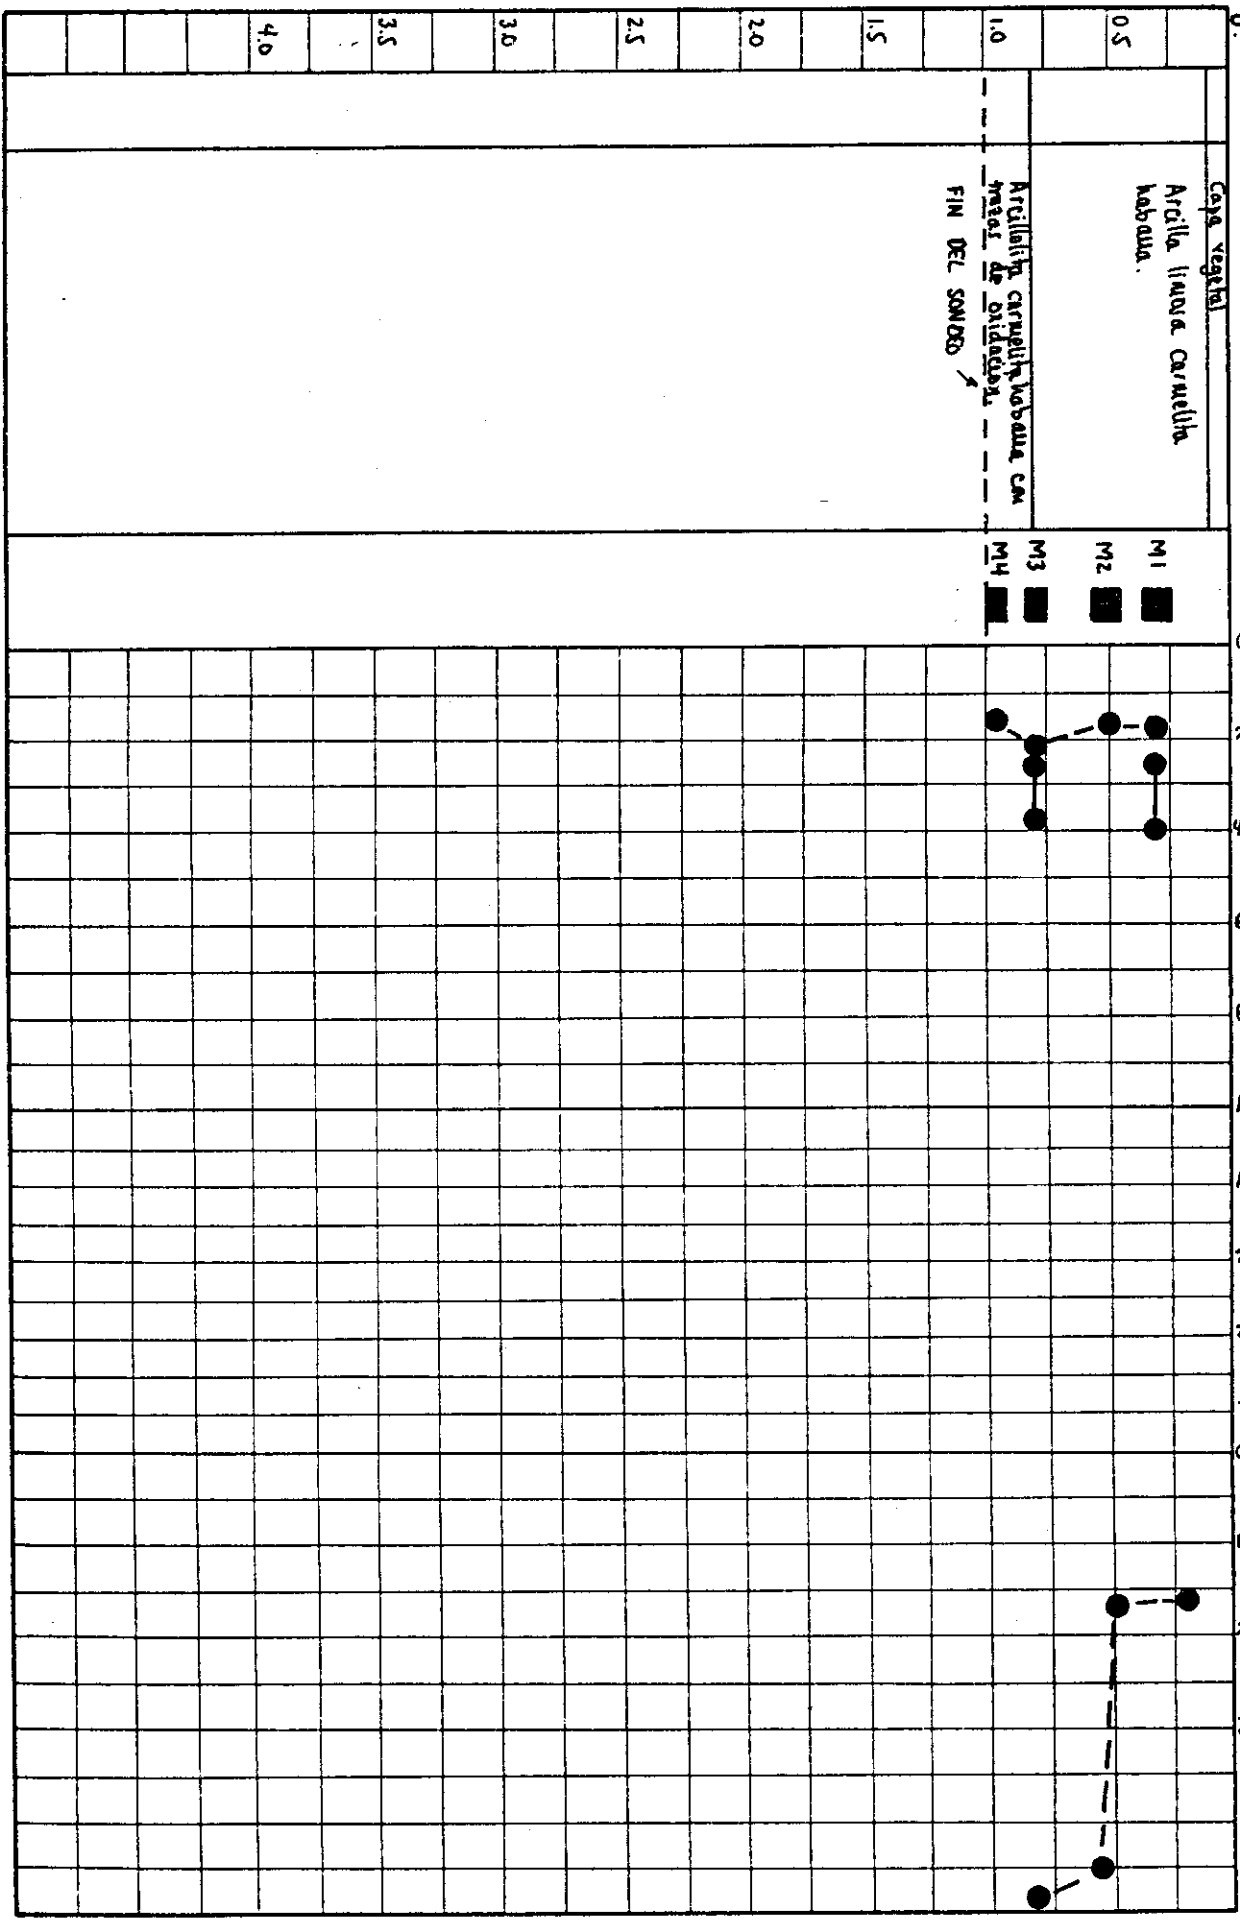 0.5
1.0
1.5
2.0
2.5
3.0
3.5
4.0
Capa vegetal
Arcilla limosa carmelita
habana.
Arcillolita carmelita habana con
trazas de oxidación.
FIN DEL SONDEO
M1
M2
M3
M4